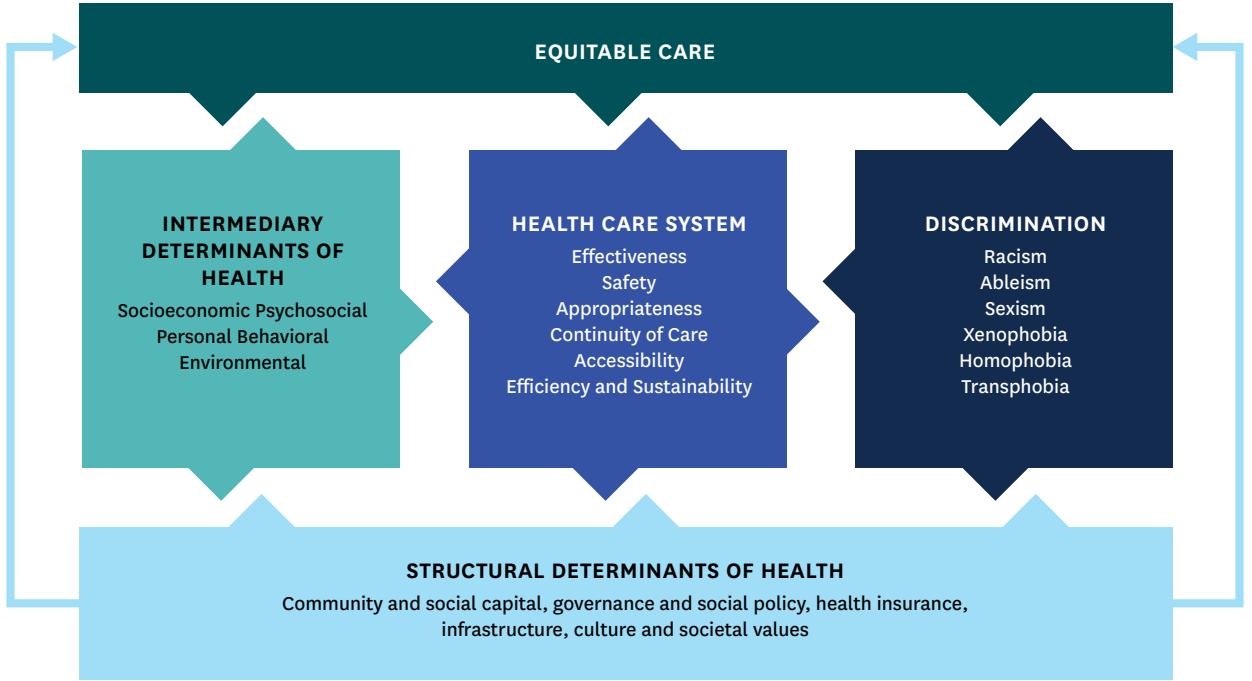 EQUITABLE CARE
INTERMEDIARY
DETERMINANTS OF
HEALTH
Socioeconomic Psychosocial
Personal Behavioral
Environmental
HEALTH CARE SYSTEM
Effectiveness
Safety
Appropriateness
Continuity of Care
Accessibility
Efficiency and Sustainability
DISCRIMINATION
Racism
Ableism
Sexism
Xenophobia
Homophobia
Transphobia
STRUCTURAL DETERMINANTS OF HEALTH
Community and social capital, governance and social policy, health insurance,
infrastructure, culture and societal values